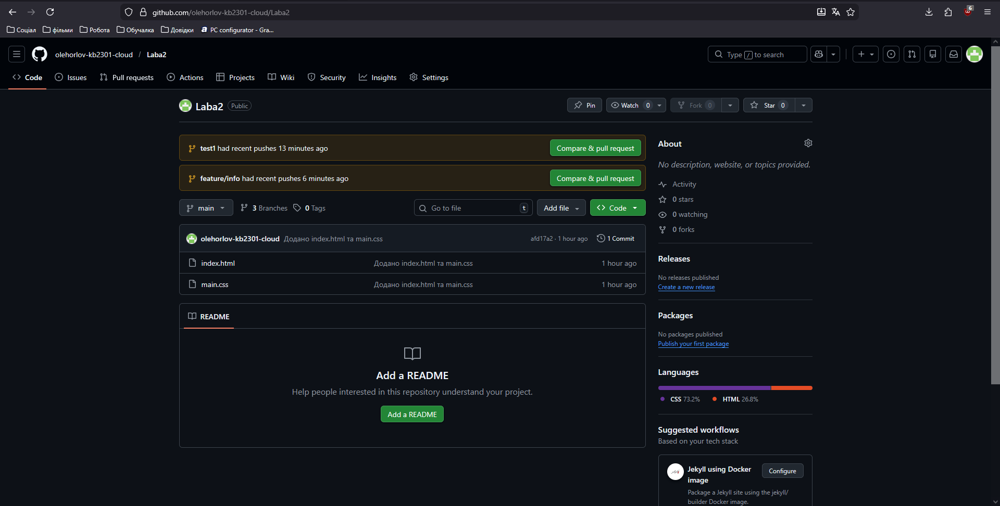 github.com/olehorlov-kb2301-cloud/Laba2
6
Соціал фільми Робота Обучалка Довідки a PC configurator - Gra...
olehorlov-kb2301-cloud / Laba2
Type / to search
Code Issues Pull requests Actions Projects Wiki Security Insights Settings
Laba2 Public
Pin Watch 0 Fork 0 Star 0
test1 had recent pushes 13 minutes ago
Compare & pull request
feature/info had recent pushes 6 minutes ago
Compare & pull request
main 3 Branches 0 Tags
Go to file t Add file Code
olehorlov-kb2301-cloud Додано index.html та main.css afd17a2 · 1 hour ago 1 Commit
index.html Додано index.html та main.css 1 hour ago
main.css Додано index.html та main.css 1 hour ago
README
Add a README
Help people interested in this repository understand your project.
Add a README
About
No description, website, or topics provided.
Activity
0 stars
0 watching
0 forks
Releases
No releases published
Create a new release
Packages
No packages published
Publish your first package
Languages
CSS 73.2% HTML 26.8%
Suggested workflows
Based on your tech stack
Jekyll using Docker
image
Configure
Package a Jekyll site using the jekyll/
builder Docker image.